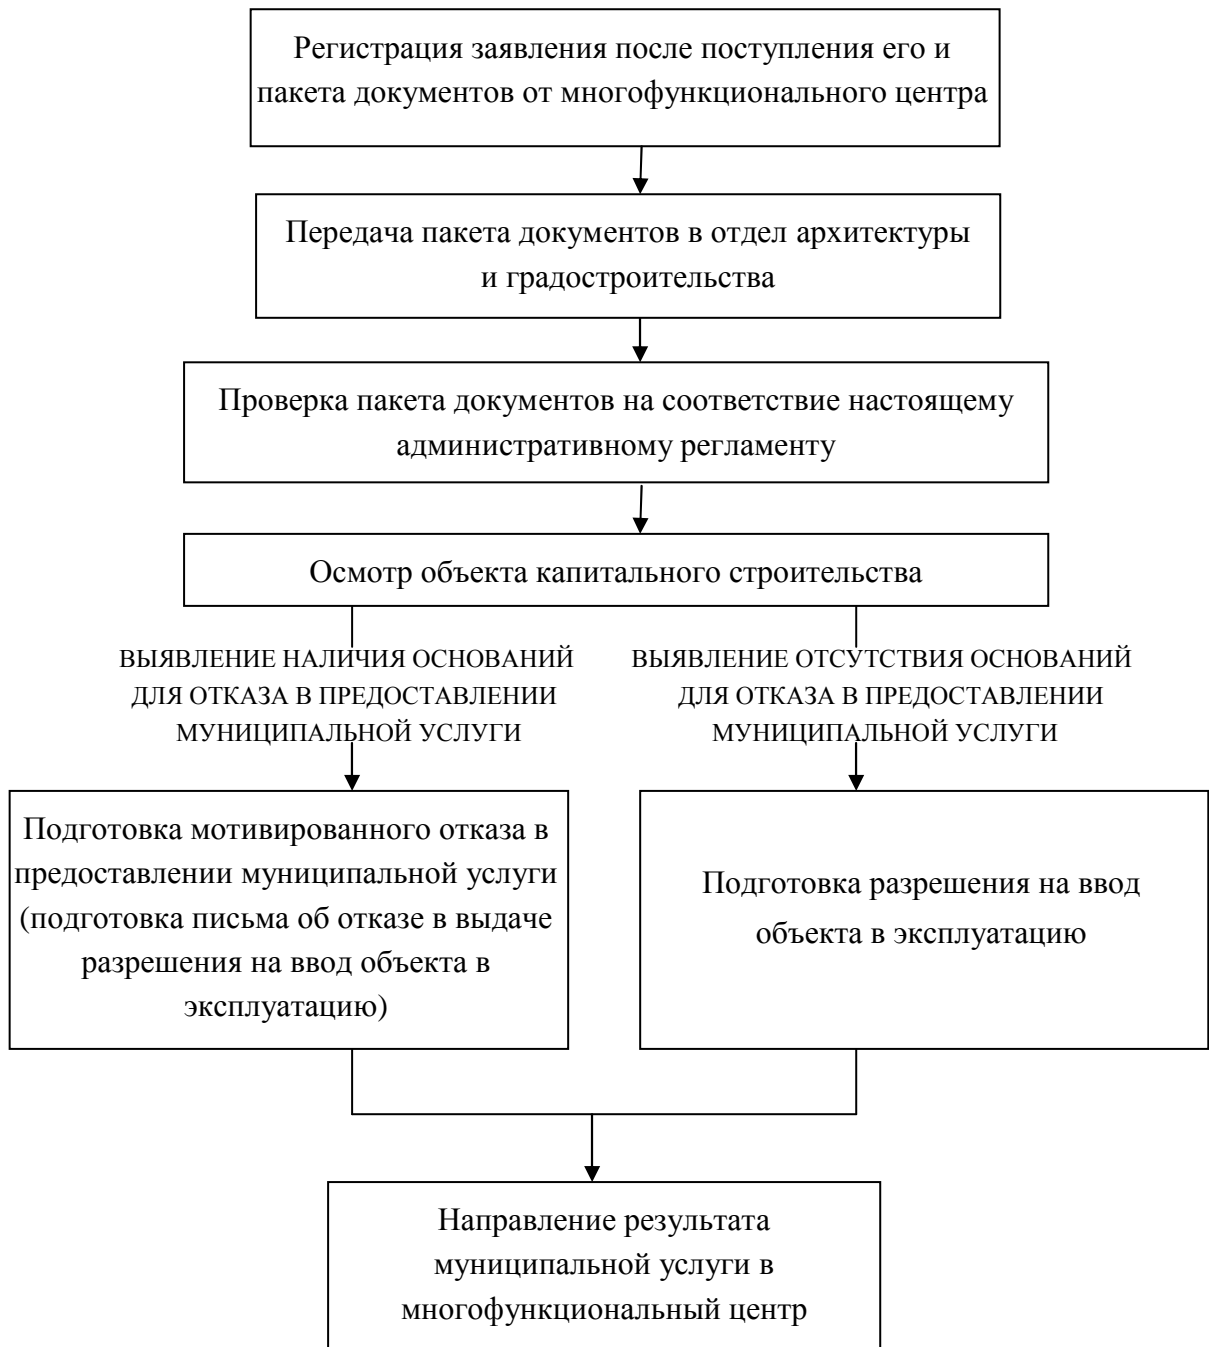 Регистрация заявления после поступления его и
пакета документов от многофункционального центра
Передача пакета документов в отдел архитектуры
и градостроительства
Проверка пакета документов на соответствие настоящему
административному регламенту
Осмотр объекта капитального строительства
ВЫЯВЛЕНИЕ НАЛИЧИЯ ОСНОВАНИЙ
ДЛЯ ОТКАЗА В ПРЕДОСТАВЛЕНИИ
МУНИЦИПАЛЬНОЙ УСЛУГИ
ВЫЯВЛЕНИЕ ОТСУТСТВИЯ ОСНОВАНИЙ
ДЛЯ ОТКАЗА В ПРЕДОСТАВЛЕНИИ
МУНИЦИПАЛЬНОЙ УСЛУГИ
Подготовка мотивированного отказа в
предоставлении муниципальной услуги
(подготовка письма об отказе в выдаче
разрешения на ввод объекта в
эксплуатацию)
Подготовка разрешения на ввод
объекта в эксплуатацию
Направление результата
муниципальной услуги в
многофункциональный центр